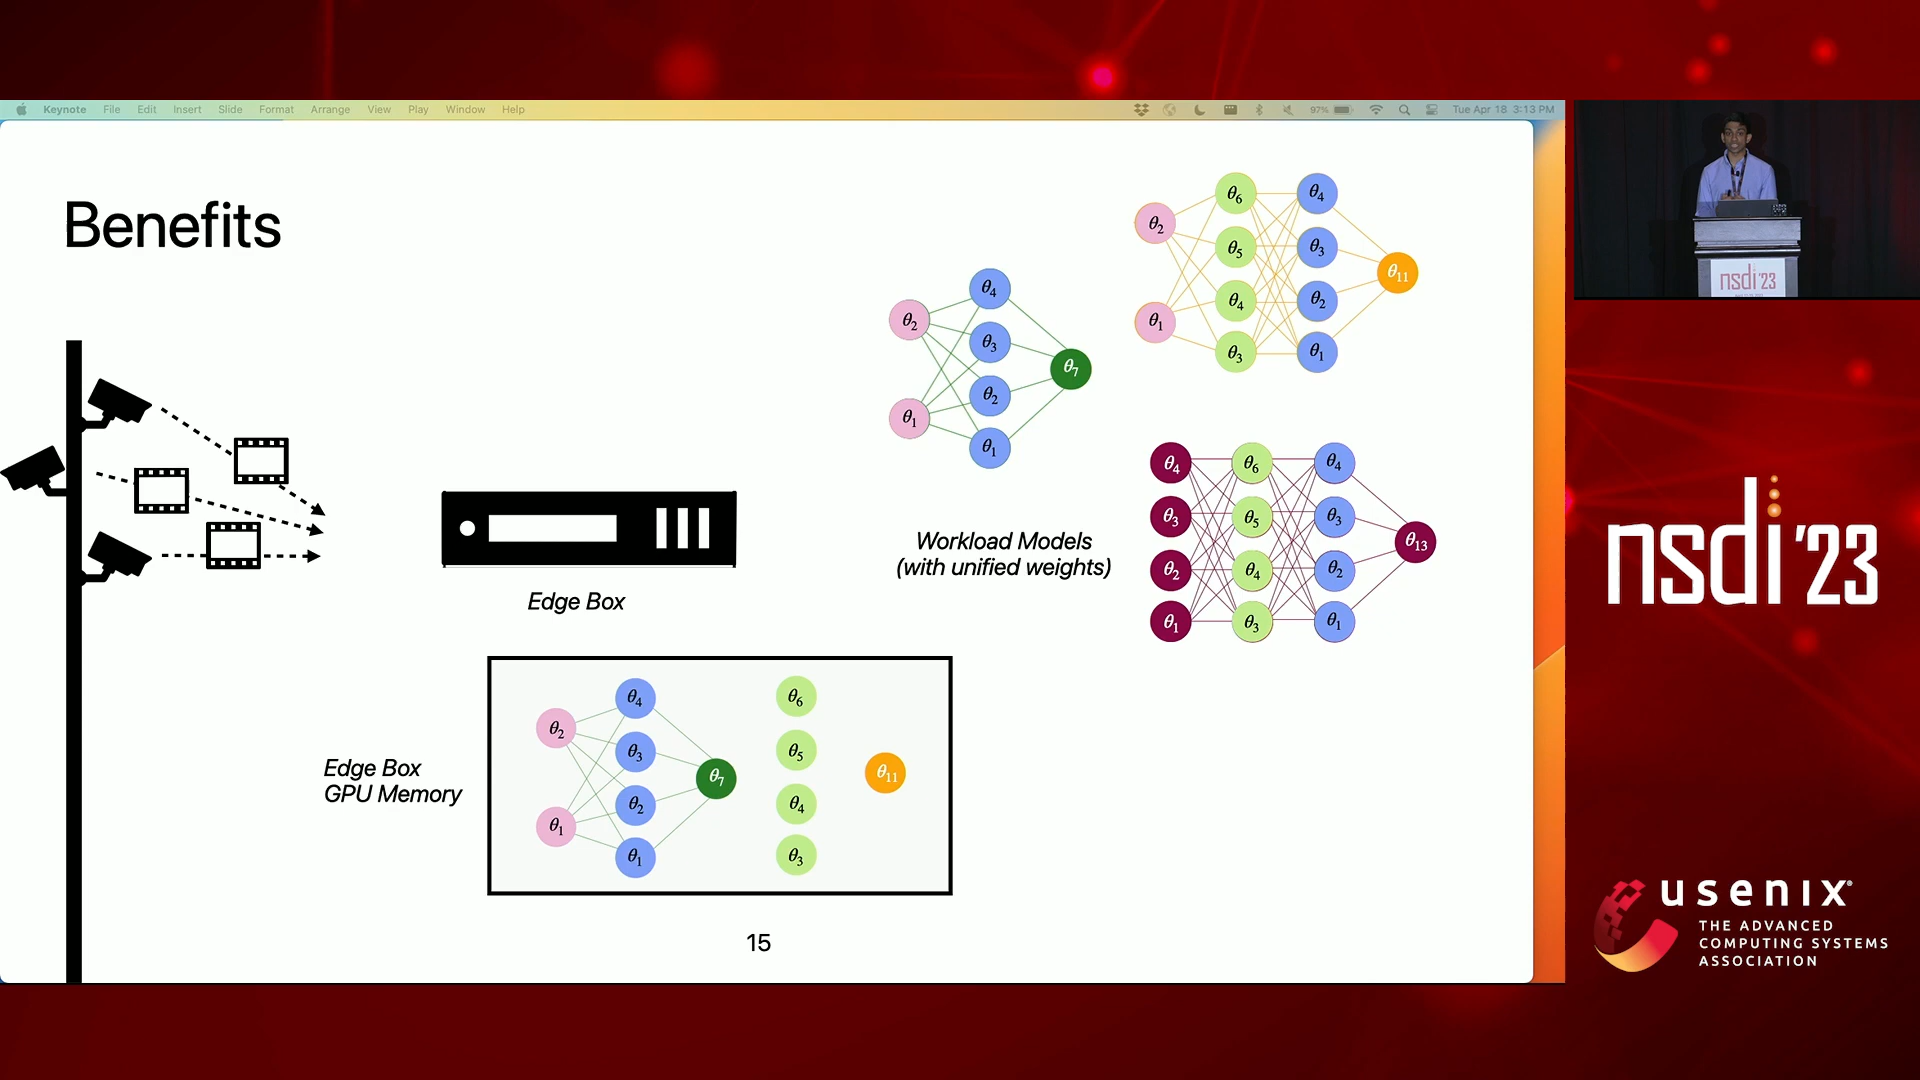 Keynote File Edit Insert Slide Format Arrange View Play Window Help
97% Tue Apr 18 3:13 PM
Benefits
θ2
θ1
θ4
θ3
θ2
θ1
θ7
θ2
θ1
θ6
θ5
θ4
θ3
θ4
θ3
θ2
θ1
θ11
θ4
θ3
θ2
θ1
θ6
θ5
θ4
θ3
θ4
θ3
θ2
θ1
θ13
Workload Models
(with unified weights)
Edge Box
Edge Box
GPU Memory
θ2
θ1
θ4
θ3
θ2
θ1
θ7
θ6
θ5
θ4
θ3
θ11
15
nsdi '23
nsdi '23
usenix®
THE ADVANCED
COMPUTING SYSTEMS
ASSOCIATION